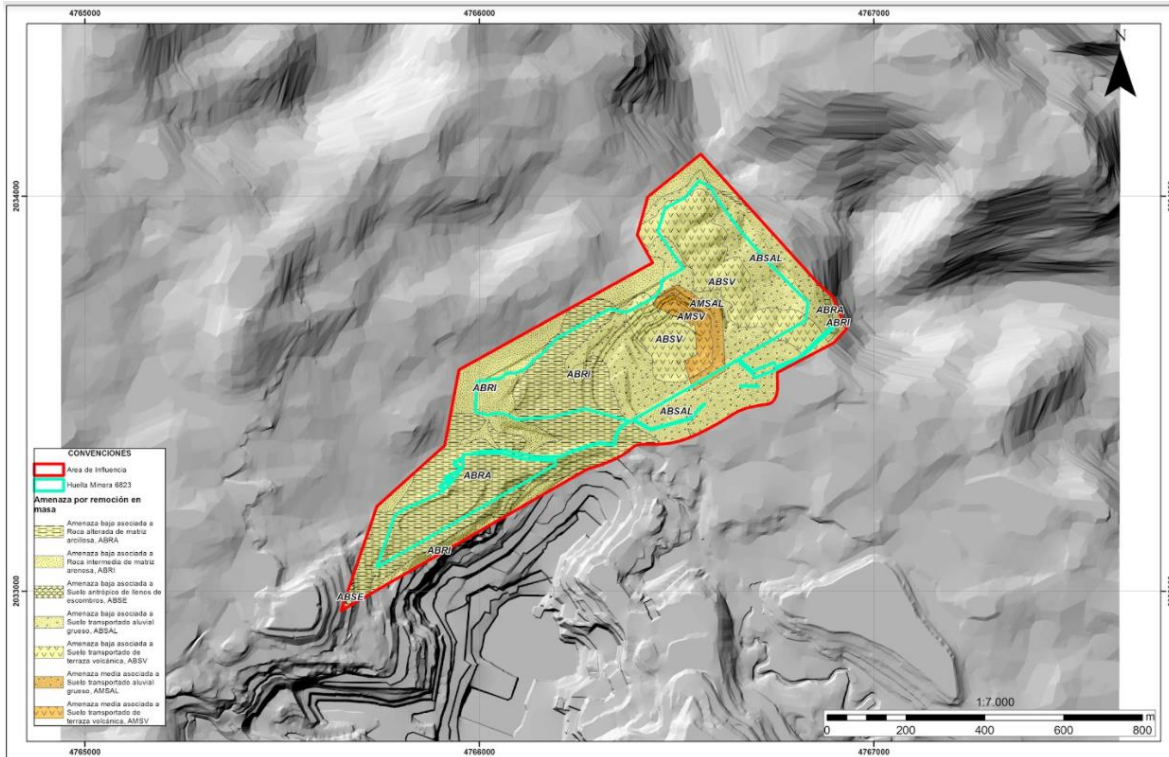 4765000
4766000
4767000
N
2034000
ABSAL
ABSV
AMSAL
ABRA
AMSV
ABRI
ABSV
ABRI
ABRI
ABSAL
CONVENCIONES
Area de Influencia
Huella Minera 6823
Amenaza por remoción en
masa
Amenaza baja asociada a
Roca alterada de matriz
arcillosa, ABRA
Amenaza baja asociada a
Roca intermedia de matriz
arenosa, ABRI
Amenaza baja asociada a
Suelo antrópico de llenos de
escombros, ABSE
Amenaza baja asociada a
Suelo transportado aluvial
grueso, ABSAL
Amenaza baja asociada a
Suelo transportado de
terraza volcánica, ABSV
Amenaza media asociada a
Suelo transportado aluvial
grueso, AMSAL
Amenaza media asociada a
Suelo transportado de
terraza volcánica, AMSV
ABRA
ABRI
ABSE
2033000
1:7.000
m
0 200 400 600 800
4765000
4766000
4767000